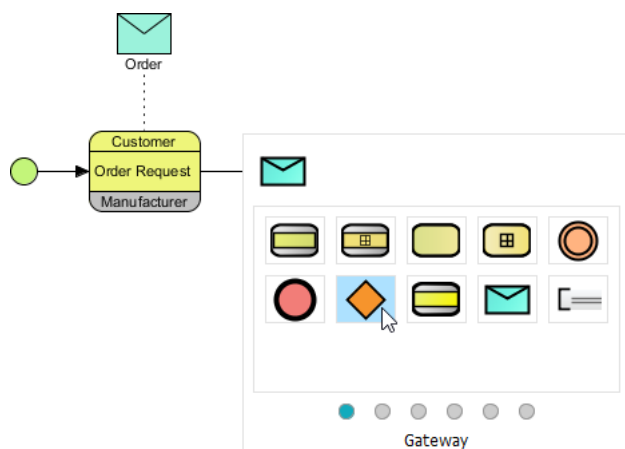 Order
Customer
Order Request
Manufacturer
Gateway